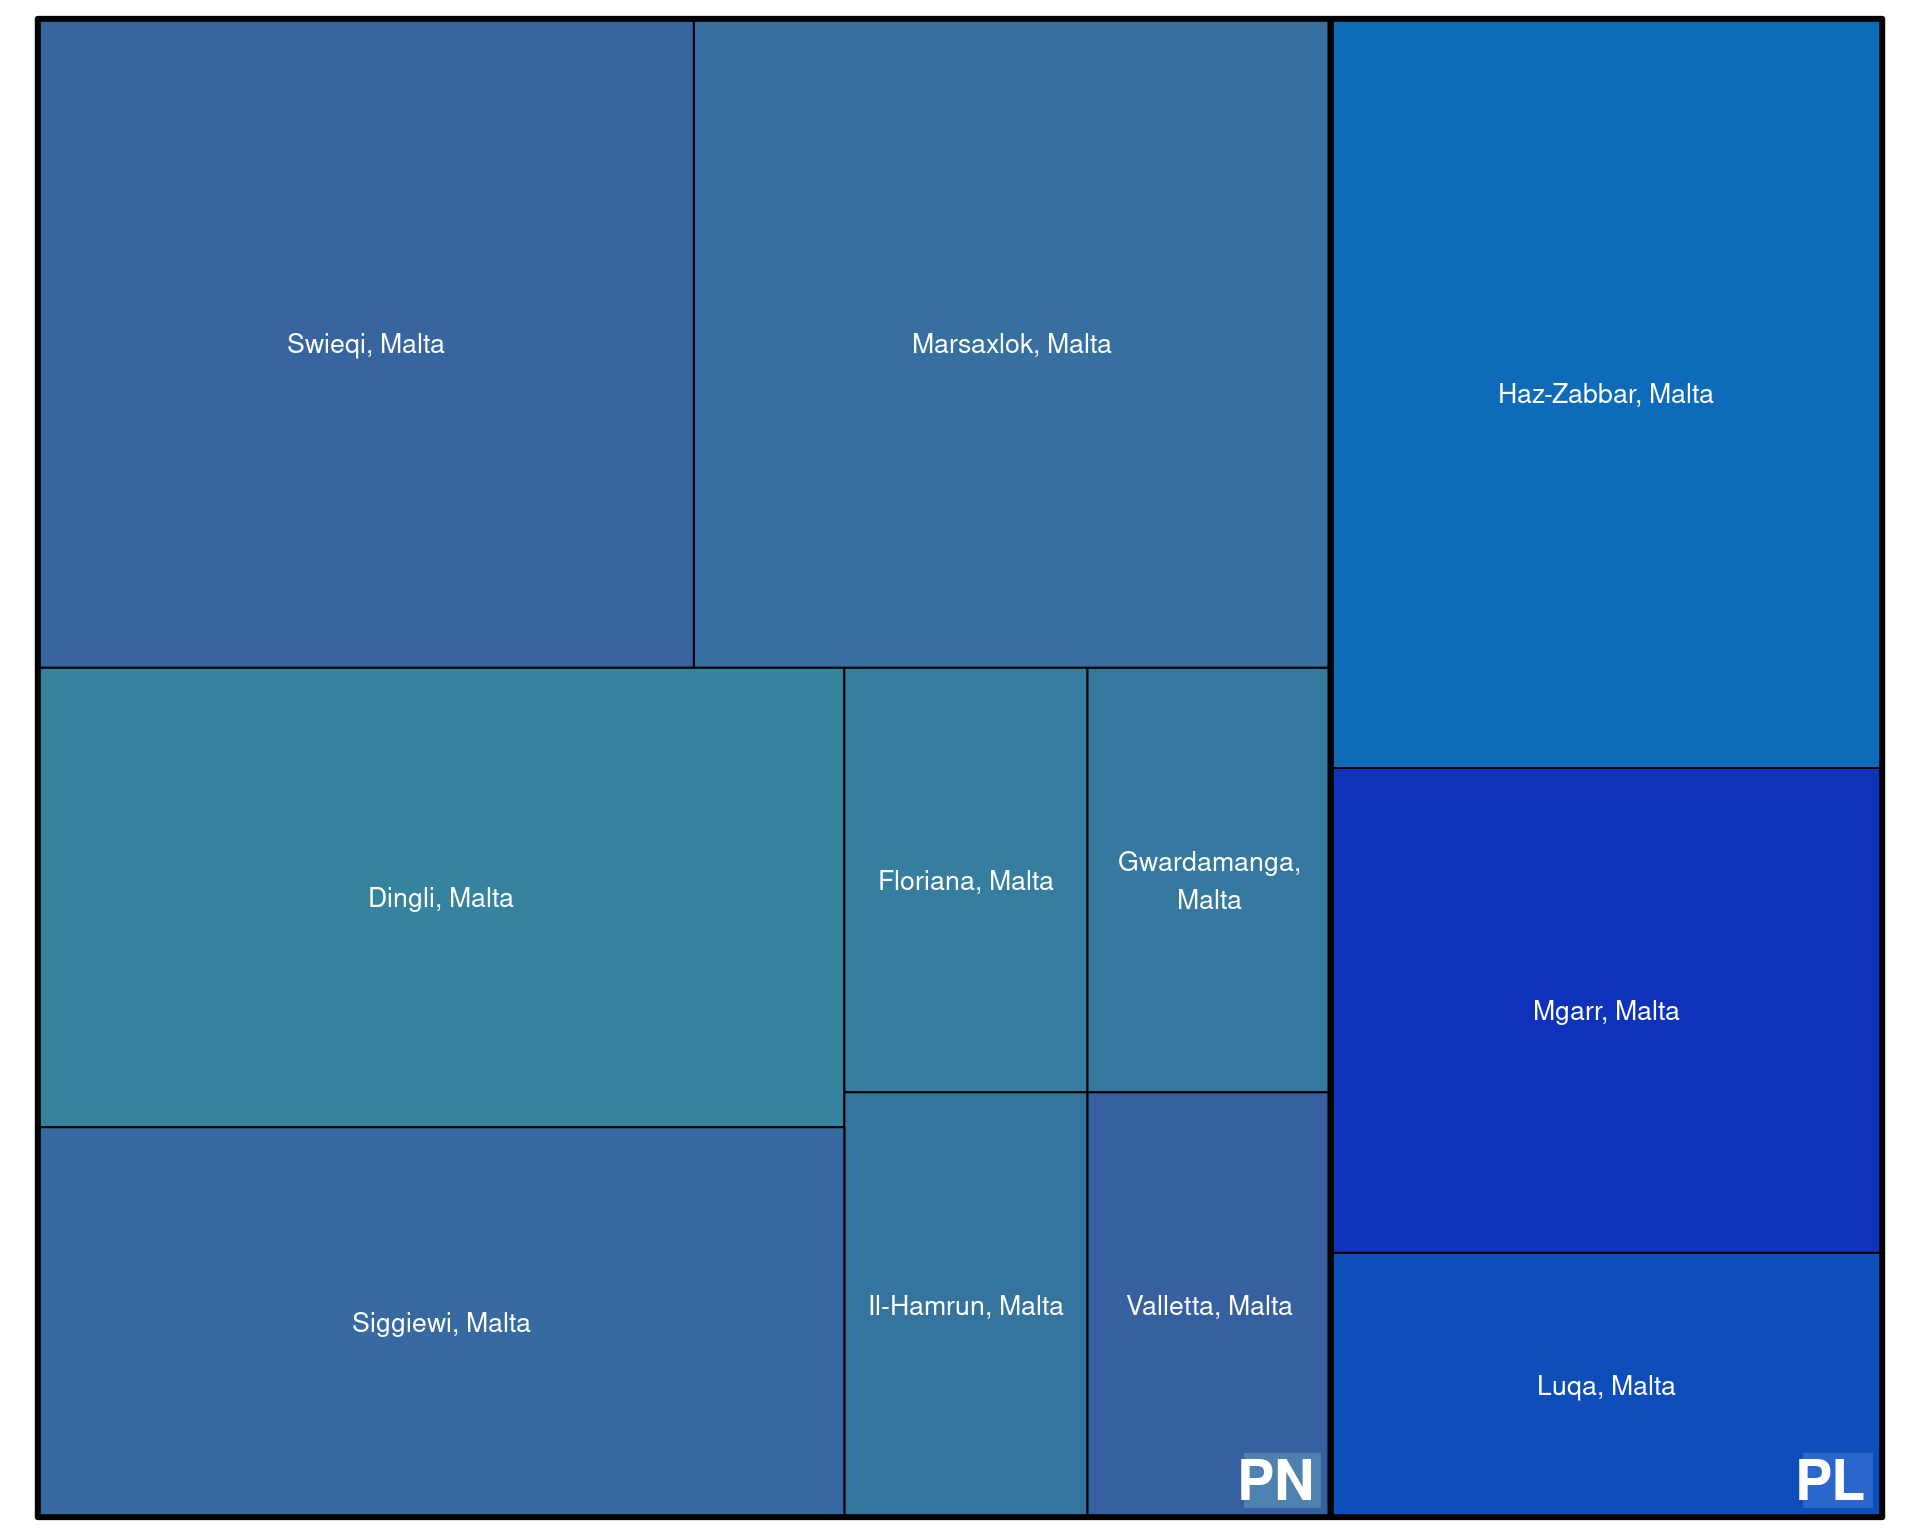 Swieqi, Malta
Marsaxlok, Malta
Haz-Zabbar, Malta
Dingli, Malta
Floriana, Malta
Gwardamanga,
Malta
Mgarr, Malta
Siggiewi, Malta
Il-Hamrun, Malta
Valletta, Malta
Luqa, Malta
PN
PL